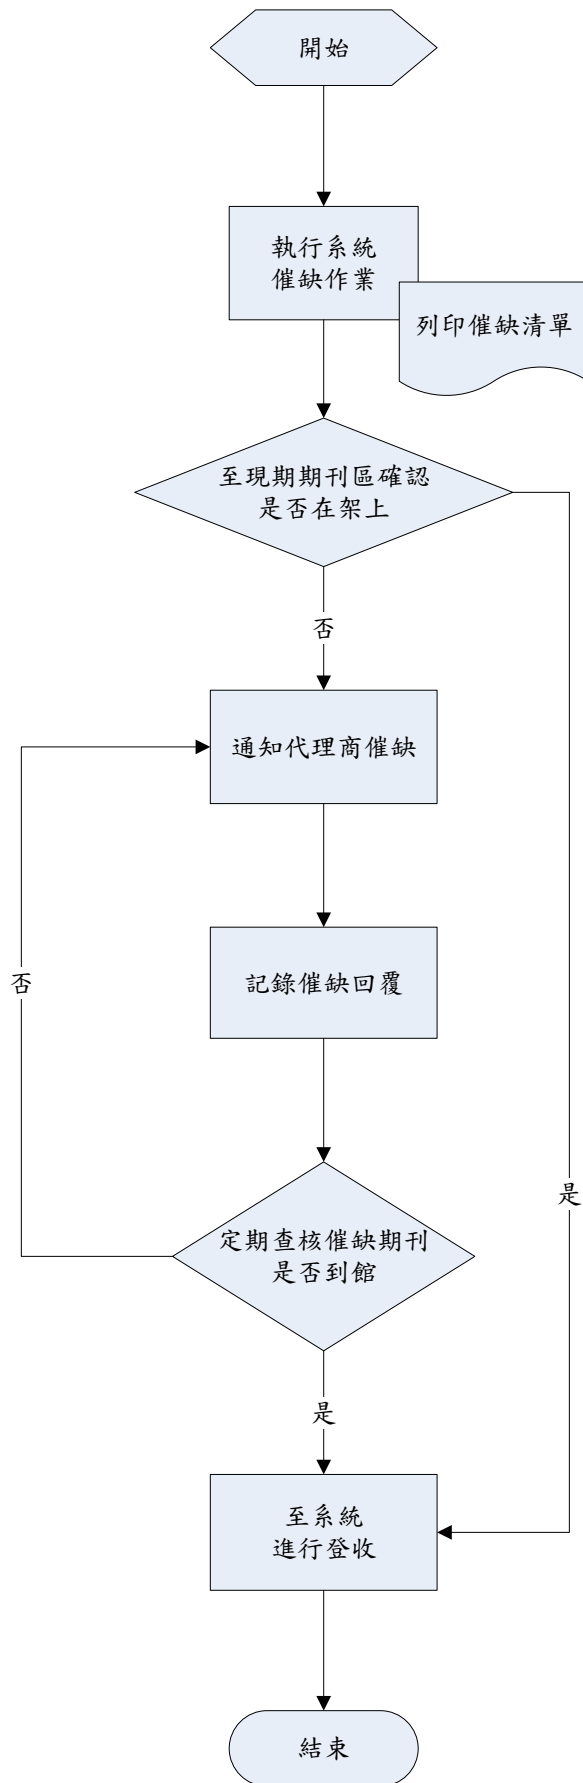 開始
執行系統
催缺作業
列印催缺清單
至現期期刊區確認
是否在架上
否
通知代理商催缺
記錄催缺回覆
否
是
定期查核催缺期刊
是否到館
是
至系統
進行登收
結束